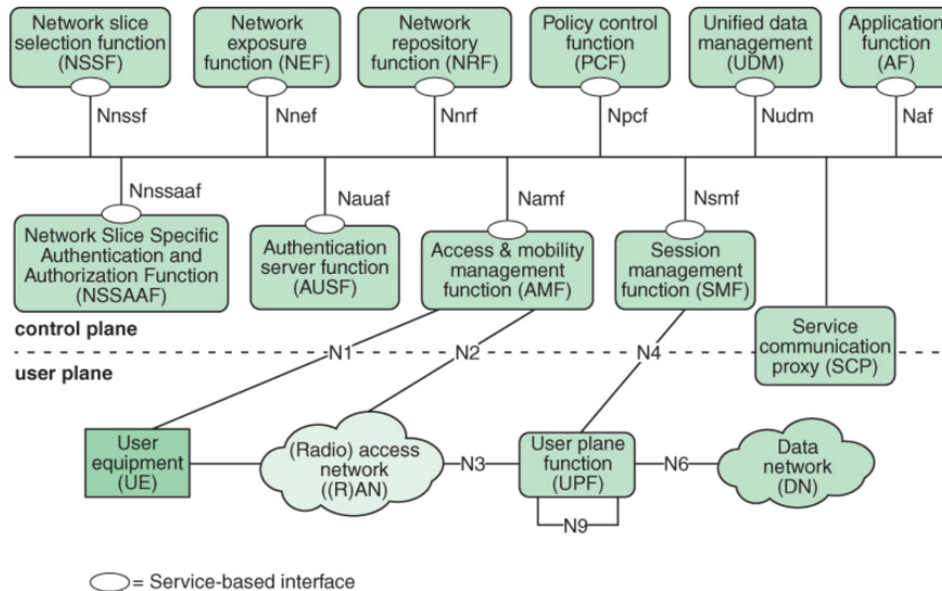 Network slice
selection function
(NSSF)
Network
exposure
function (NEF)
Network
repository
function (NRF)
Policy control
function
(PCF)
Unified data
management
(UDM)
Application
function
(AF)
Nnssf
Nnef
Nnrf
Npcf
Nudm
Naf
Nnssaaf
Nauaf
Namf
Nsmf
Network Slice Specific
Authentication and
Authorization Function
(NSSAAF)
Authentication
server function
(AUSF)
Access & mobility
management
function (AMF)
Session
management
function (SMF)
Service
communication
proxy (SCP)
control plane
N1
N2
N4
user plane
User
equipment
(UE)
(Radio) access
network
((R)AN)
N3
User plane
function
(UPF)
N6
Data
network
(DN)
N9
= Service-based interface